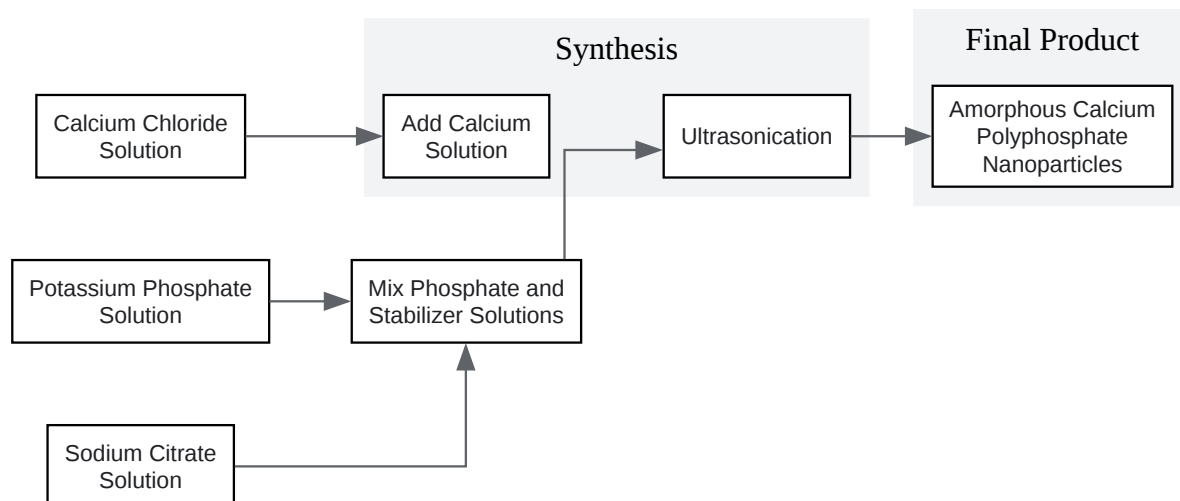 Synthesis
Final Product
Calcium Chloride
Solution
Add Calcium
Solution
Ultrasonication
Amorphous Calcium
Polyphosphate
Nanoparticles
Potassium Phosphate
Solution
Mix Phosphate and
Stabilizer Solutions
Sodium Citrate
Solution